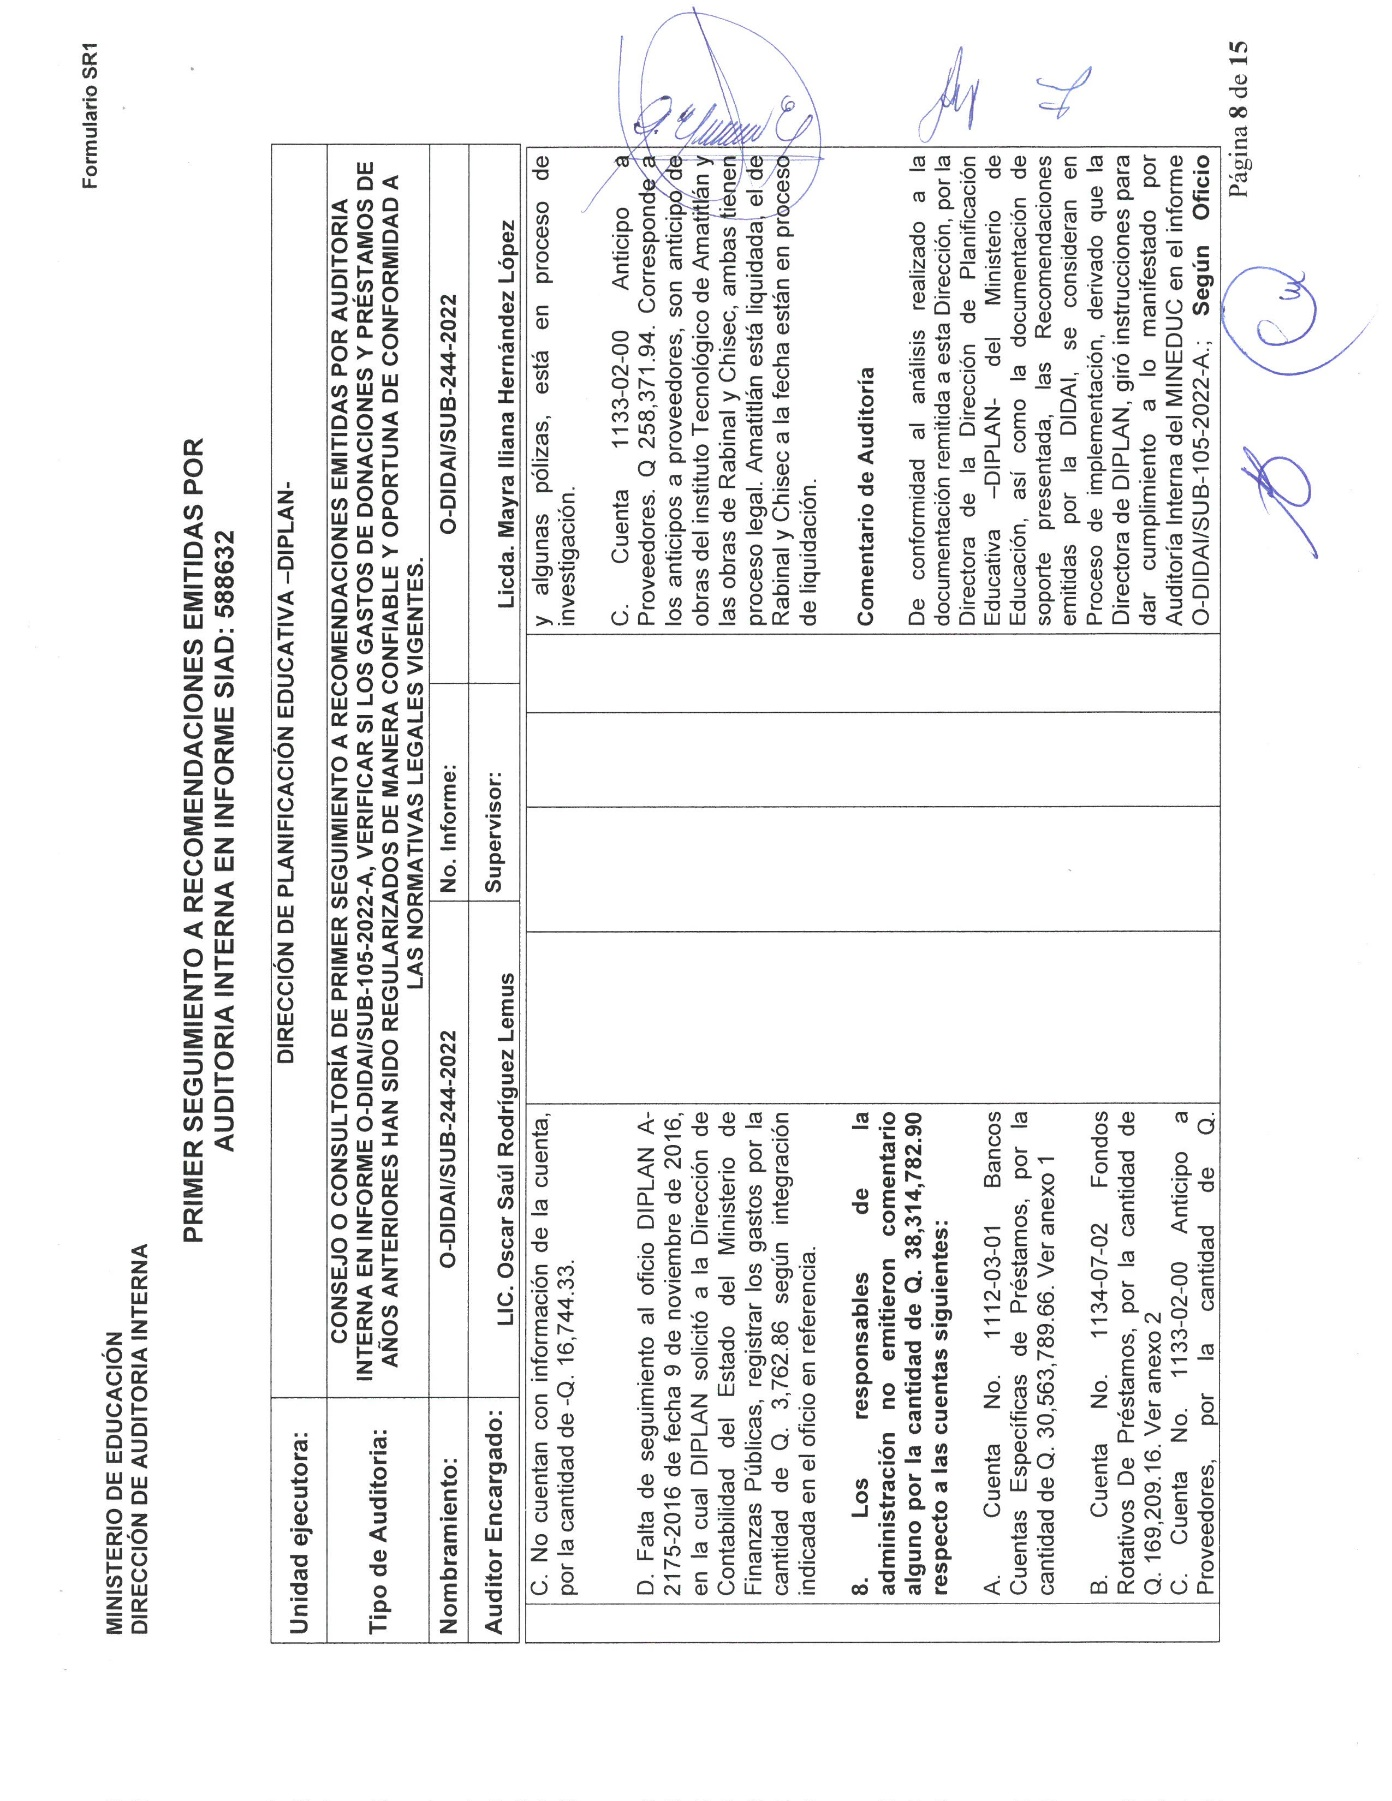 Formulario SR1
MINISTERIO DE EDUCACIÓN
DIRECCIÓN DE AUDITORIA INTERNA
PRIMER SEGUIMIENTO A RECOMENDACIONES EMITIDAS POR
AUDITORIA INTERNA EN INFORME SIAD: 588632
Unidad ejecutora:
DIRECCIÓN DE PLANIFICACIÓN EDUCATIVA –DIPLAN-
Tipo de Auditoria:
CONSEJO O CONSULTORÍA DE PRIMER SEGUIMIENTO A RECOMENDACIONES EMITIDAS POR AUDITORIA
INTERNA EN INFORME O-DIDAI/SUB-105-2022-A, VERIFICAR SI LOS GASTOS DE DONACIONES Y PRÉSTAMOS DE
AÑOS ANTERIORES HAN SIDO REGULARIZADOS DE MANERA CONFIABLE Y OPORTUNA DE CONFORMIDAD A
LAS NORMATIVAS LEGALES VIGENTES.
Nombramiento:
O-DIDAI/SUB-244-2022
No. Informe:
O-DIDAI/SUB-244-2022
Auditor Encargado:
LIC. Oscar Saúl Rodríguez Lemus
Supervisor:
Licda. Mayra Iliana Hernández López
C. No cuentan con información de la cuenta,
por la cantidad de -Q. 16,744.33.
D. Falta de seguimiento al oficio DIPLAN A-
2175-2016 de fecha 9 de noviembre de 2016,
en la cual DIPLAN solicitó a la Dirección de
Contabilidad del Estado del Ministerio de
Finanzas Públicas, registrar los gastos por la
cantidad de Q. 3,762.86 según integración
indicada en el oficio en referencia.
8. Los responsables de la
administración no emitieron comentario
alguno por la cantidad de Q. 38,314,782.90
respecto a las cuentas siguientes:
A. Cuenta No. 1112-03-01 Bancos
Cuentas Específicas de Préstamos, por la
cantidad de Q. 30,563,789.66. Ver anexo 1
B. Cuenta No. 1134-07-02 Fondos
Rotativos De Préstamos, por la cantidad de
Q. 169,209.16. Ver anexo 2
C. Cuenta No. 1133-02-00 Anticipo a
Proveedores, por la cantidad de Q.
y algunas pólizas, está en proceso de
investigación.
C. Cuenta 1133-02-00 Anticipo a
Proveedores. Q 258,371.94. Corresponde a
los anticipos a proveedores, son anticipo de
obras del instituto Tecnológico de Amatitlán y
las obras de Rabinal y Chisec, ambas tienen
proceso legal. Amatitlán está liquidada, el de
Rabinal y Chisec a la fecha están en proceso
de liquidación.
Comentario de Auditoría
De conformidad al análisis realizado a la
documentación remitida a esta Dirección, por la
Directora de la Dirección de Planificación
Educativa –DIPLAN- del Ministerio de
Educación, así como la documentación de
soporte presentada, las Recomendaciones
emitidas por la DIDAI, se consideran en
Proceso de implementación, derivado que la
Directora de DIPLAN, giró instrucciones para
dar cumplimiento a lo manifestado por
Auditoría Interna del MINEDUC en el informe
O-DIDAI/SUB-105-2022-A.; Según Oficio
Página 8 de 15